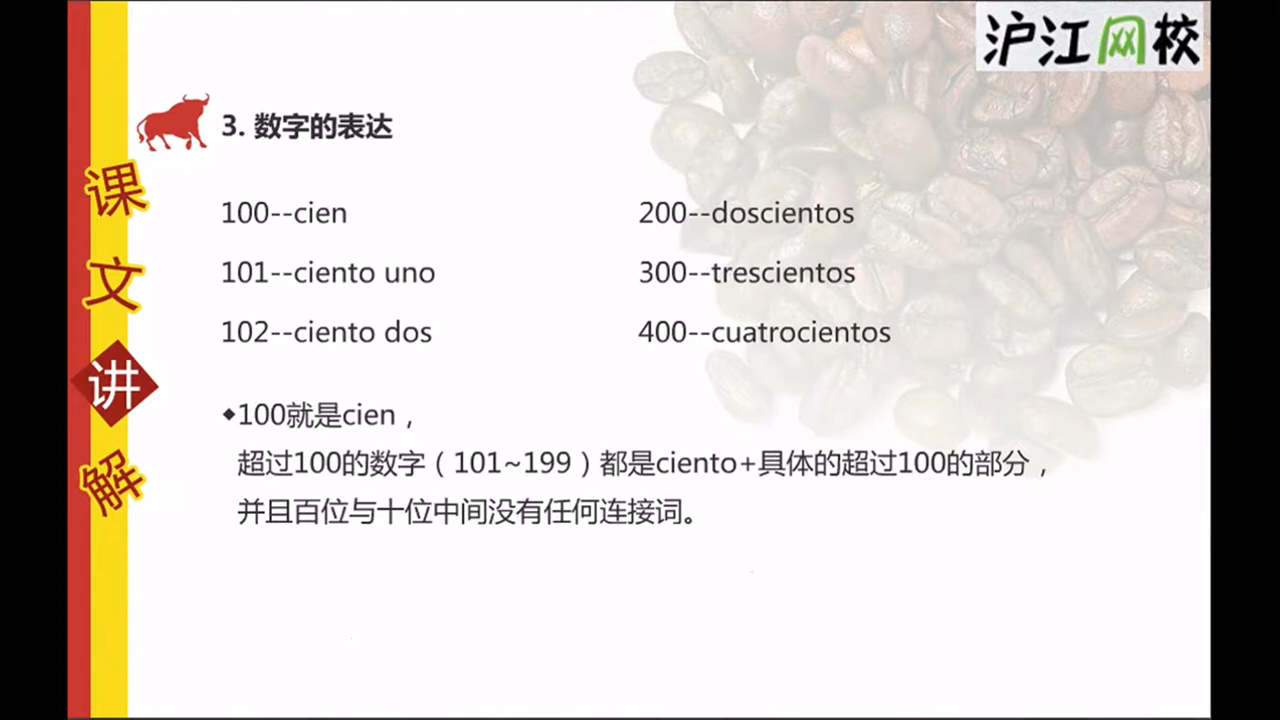 沪江网校
3. 数字的表达
100--cien
200--doscientos
101--ciento uno
300--trescientos
102--ciento dos
400--cuatrocientos
◆100就是cien，
超过100的数字（101~199）都是ciento+具体的超过100的部分，
并且百位与十位中间没有任何连接词。
课
文
讲
解